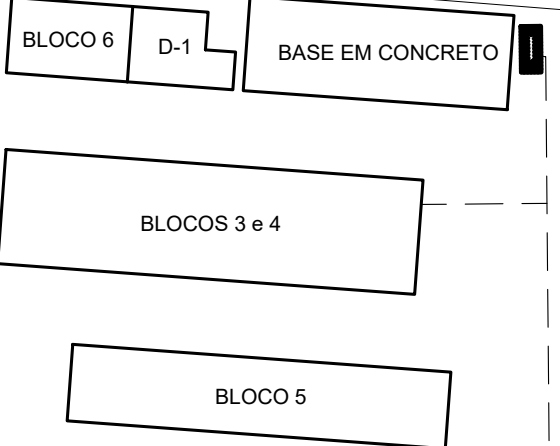 BLOCO 6
D-1
BASE EM CONCRETO
BLOCOS 3 e 4
BLOCO 5